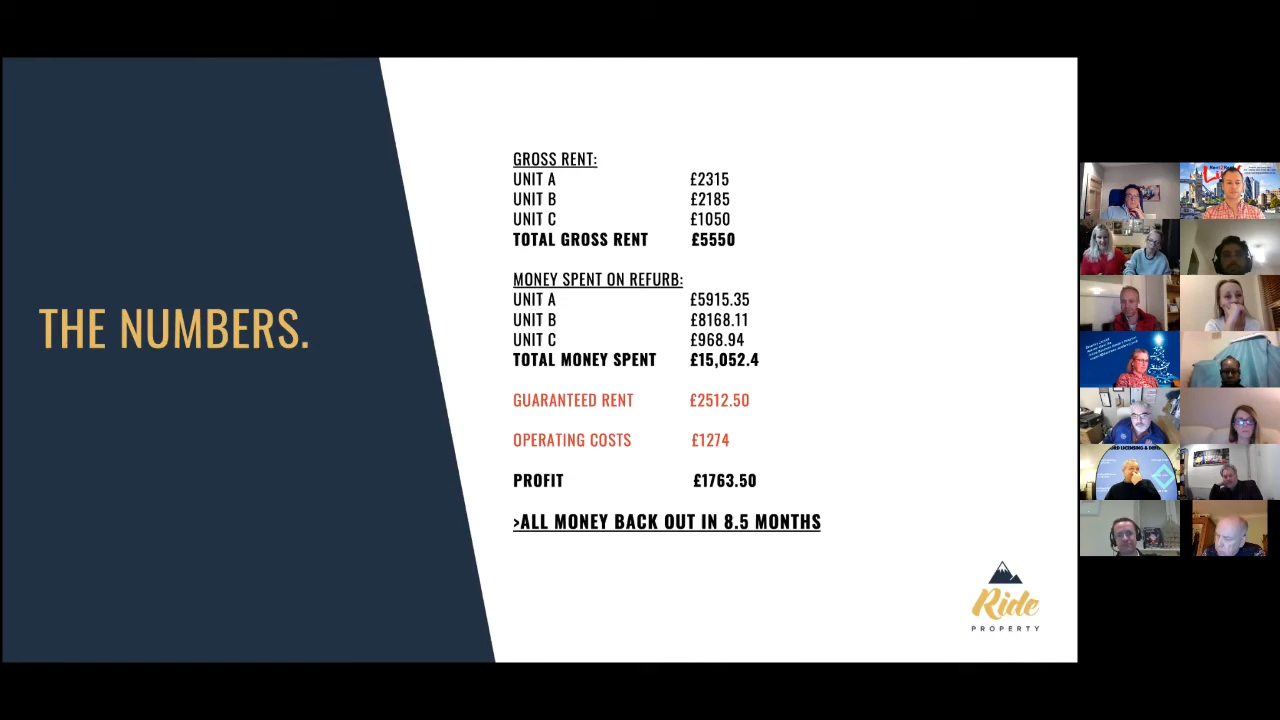 THE NUMBERS.
GROSS RENT:
UNIT A £2315
UNIT B £2185
UNIT C £1050
TOTAL GROSS RENT £5550
MONEY SPENT ON REFURB:
UNIT A £5915.35
UNIT B £8168.11
UNIT C £968.94
TOTAL MONEY SPENT £15,052.4
GUARANTEED RENT £2512.50
OPERATING COSTS £1274
PROFIT £1763.50
>ALL MONEY BACK OUT IN 8.5 MONTHS
Ride
PROPERTY